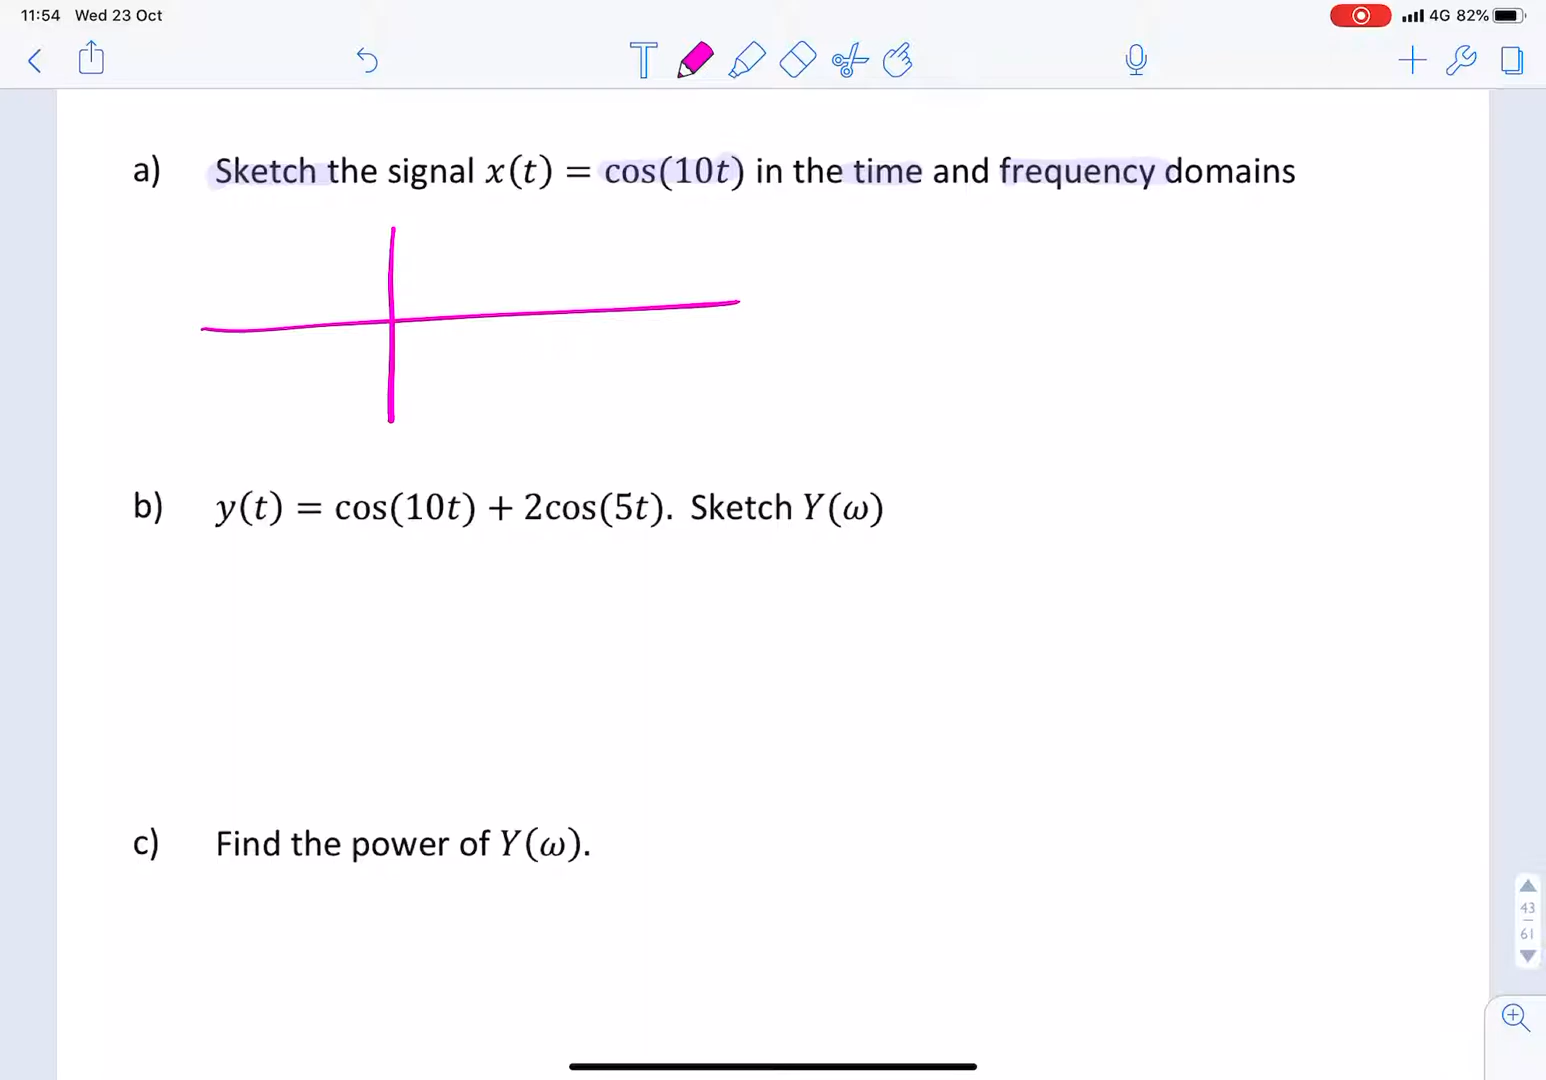 11:54 Wed 23 Oct 4G 82%
T
a) Sketch the signal x(t) = cos(10t) in the time and frequency domains
b) y(t) = cos(10t) + 2cos(5t). Sketch Y(ω)
c) Find the power of Y(ω).
43
61